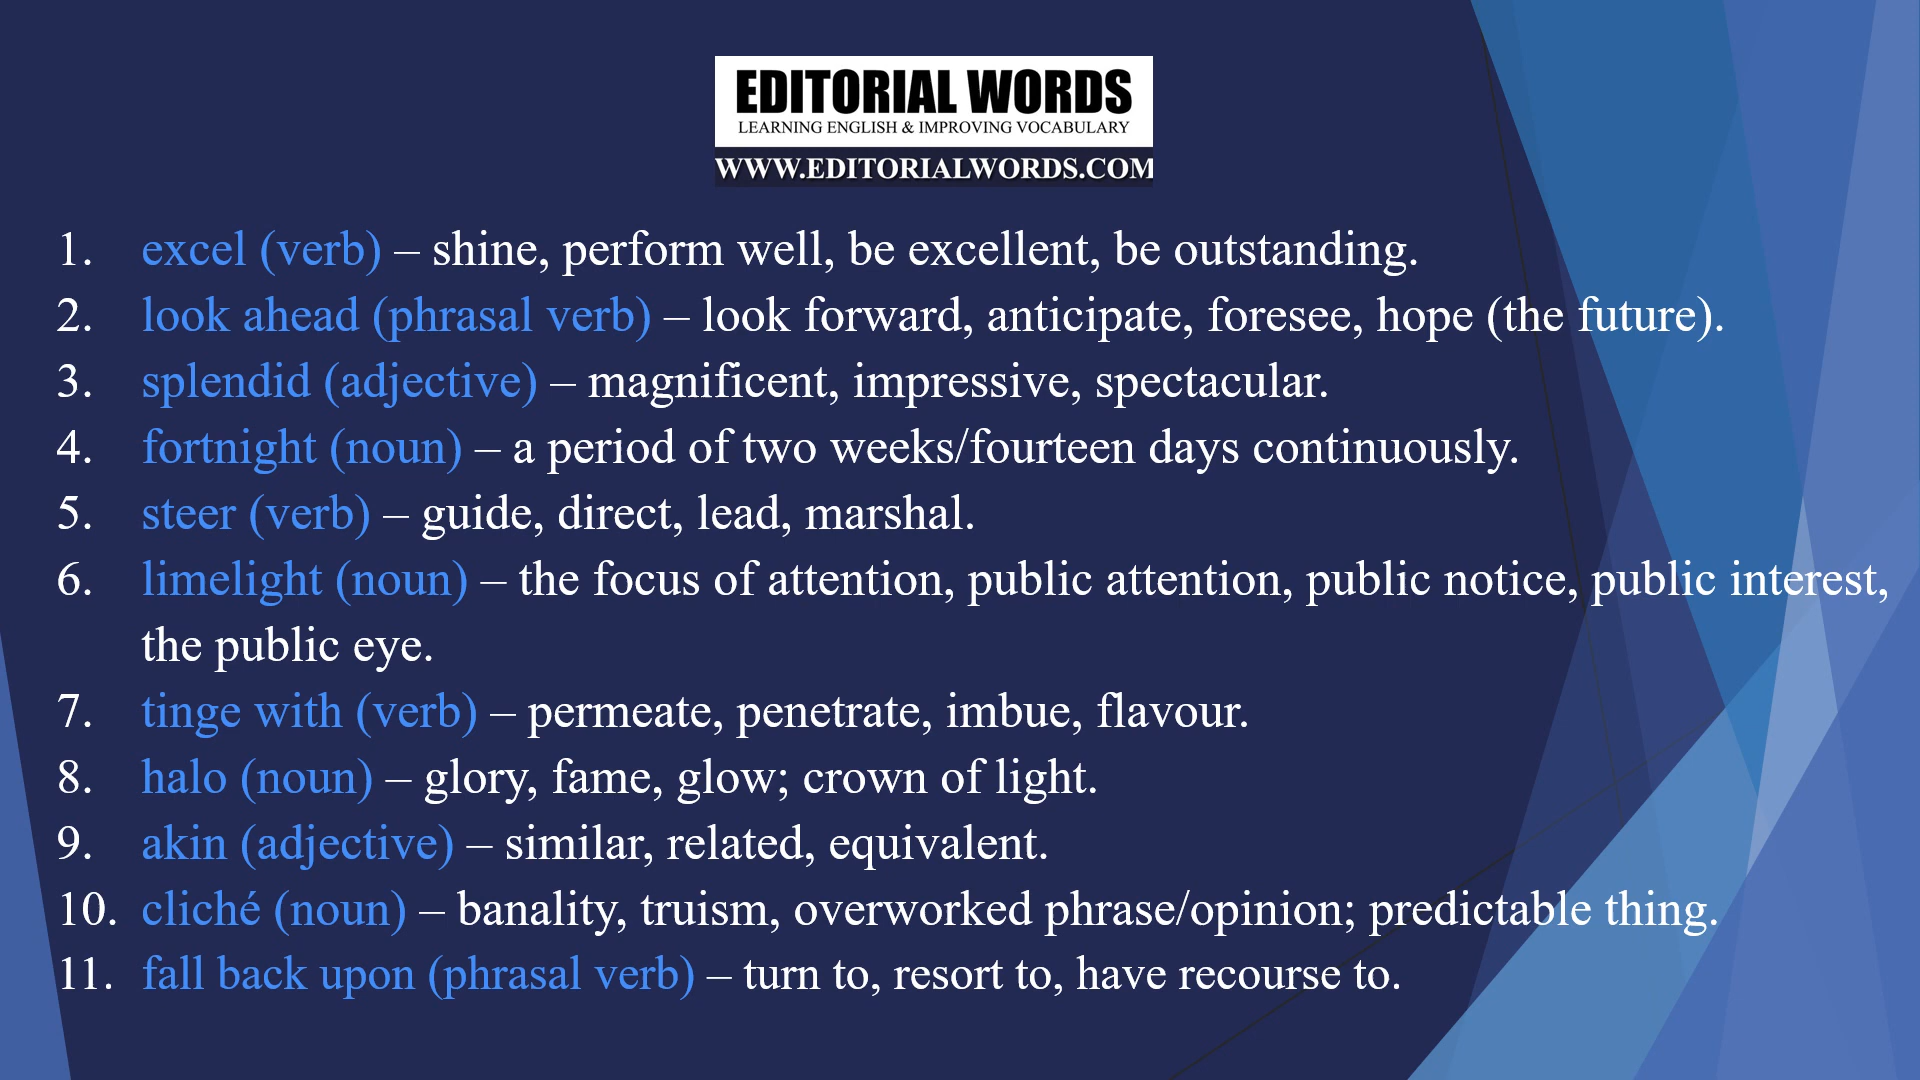 EDITORIAL WORDS
LEARNING ENGLISH & IMPROVING VOCABULARY
WWW.EDITORIALWORDS.COM
1. excel (verb) – shine, perform well, be excellent, be outstanding.
2. look ahead (phrasal verb) – look forward, anticipate, foresee, hope (the future).
3. splendid (adjective) – magnificent, impressive, spectacular.
4. fortnight (noun) – a period of two weeks/fourteen days continuously.
5. steer (verb) – guide, direct, lead, marshal.
6. limelight (noun) – the focus of attention, public attention, public notice, public interest,
the public eye.
7. tinge with (verb) – permeate, penetrate, imbue, flavour.
8. halo (noun) – glory, fame, glow; crown of light.
9. akin (adjective) – similar, related, equivalent.
10. cliché (noun) – banality, truism, overworked phrase/opinion; predictable thing.
11. fall back upon (phrasal verb) – turn to, resort to, have recourse to.